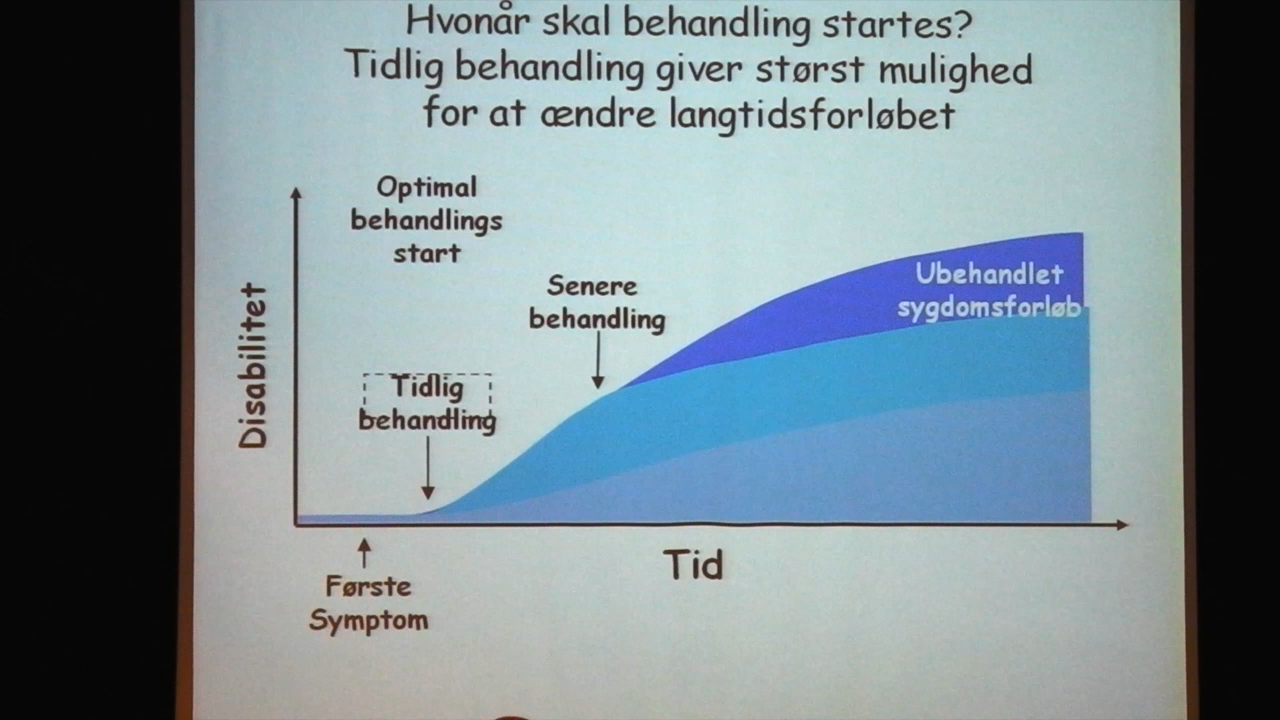 Hvonår skal behandling startes?
Tidlig behandling giver størst mulighed
for at ændre langtidsforløbet
Optimal
behandlings
start
Senere
behandling
Ubehandlet
sygdomsforløb
Disabilitet
Tidlig
behandling
Tid
Første
Symptom